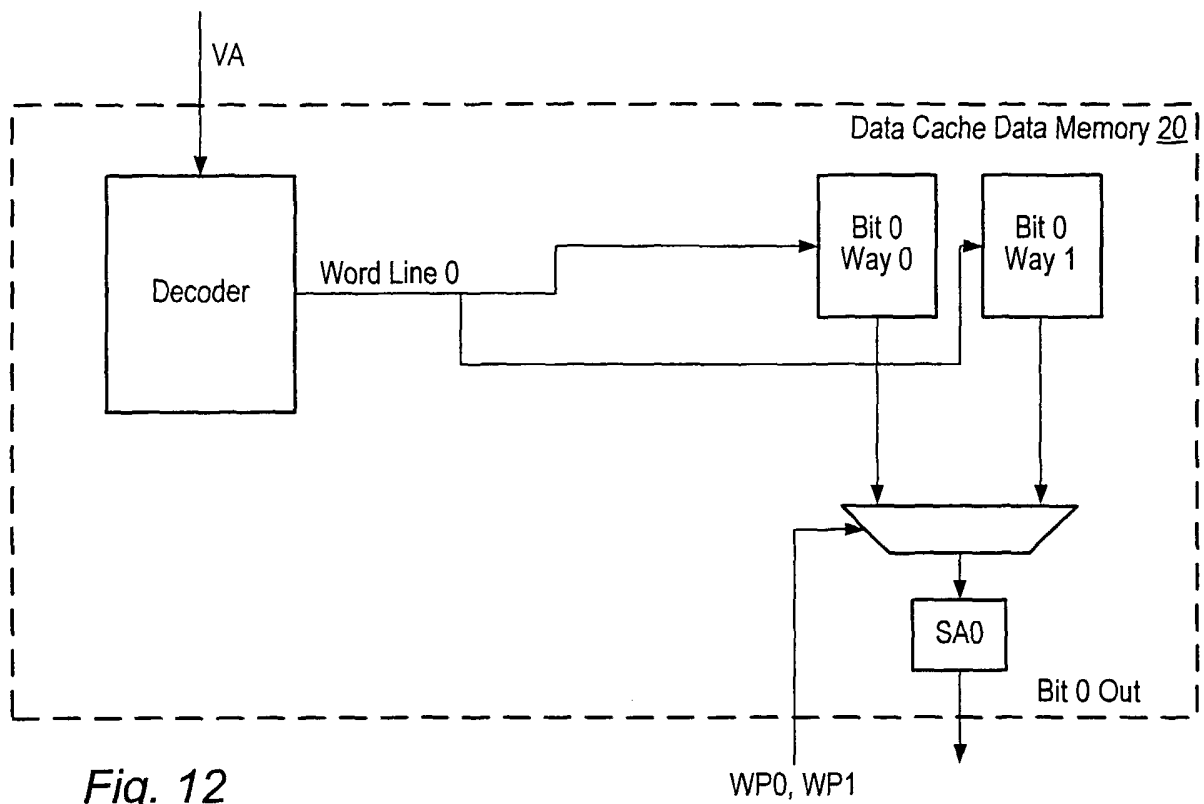 VA
Data Cache Data Memory 20
Decoder
Word Line 0
Bit 0
Way 0
Bit 0
Way 1
SA0
Bit 0 Out
WP0, WP1
Fig. 12